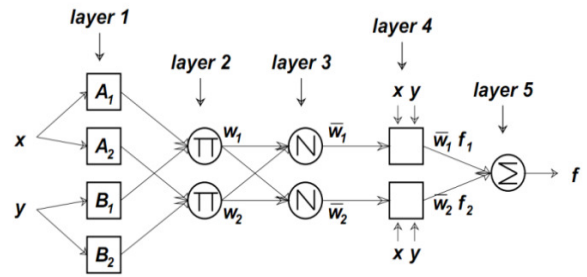 layer 1
layer 2
layer 3
layer 4
layer 5
x y
A1
x
A2
y
B1
B2
Π
Π
w1
w2
N
N
w̅1
w̅2
w̅1 f1
w̅2 f2
x y
Σ
f